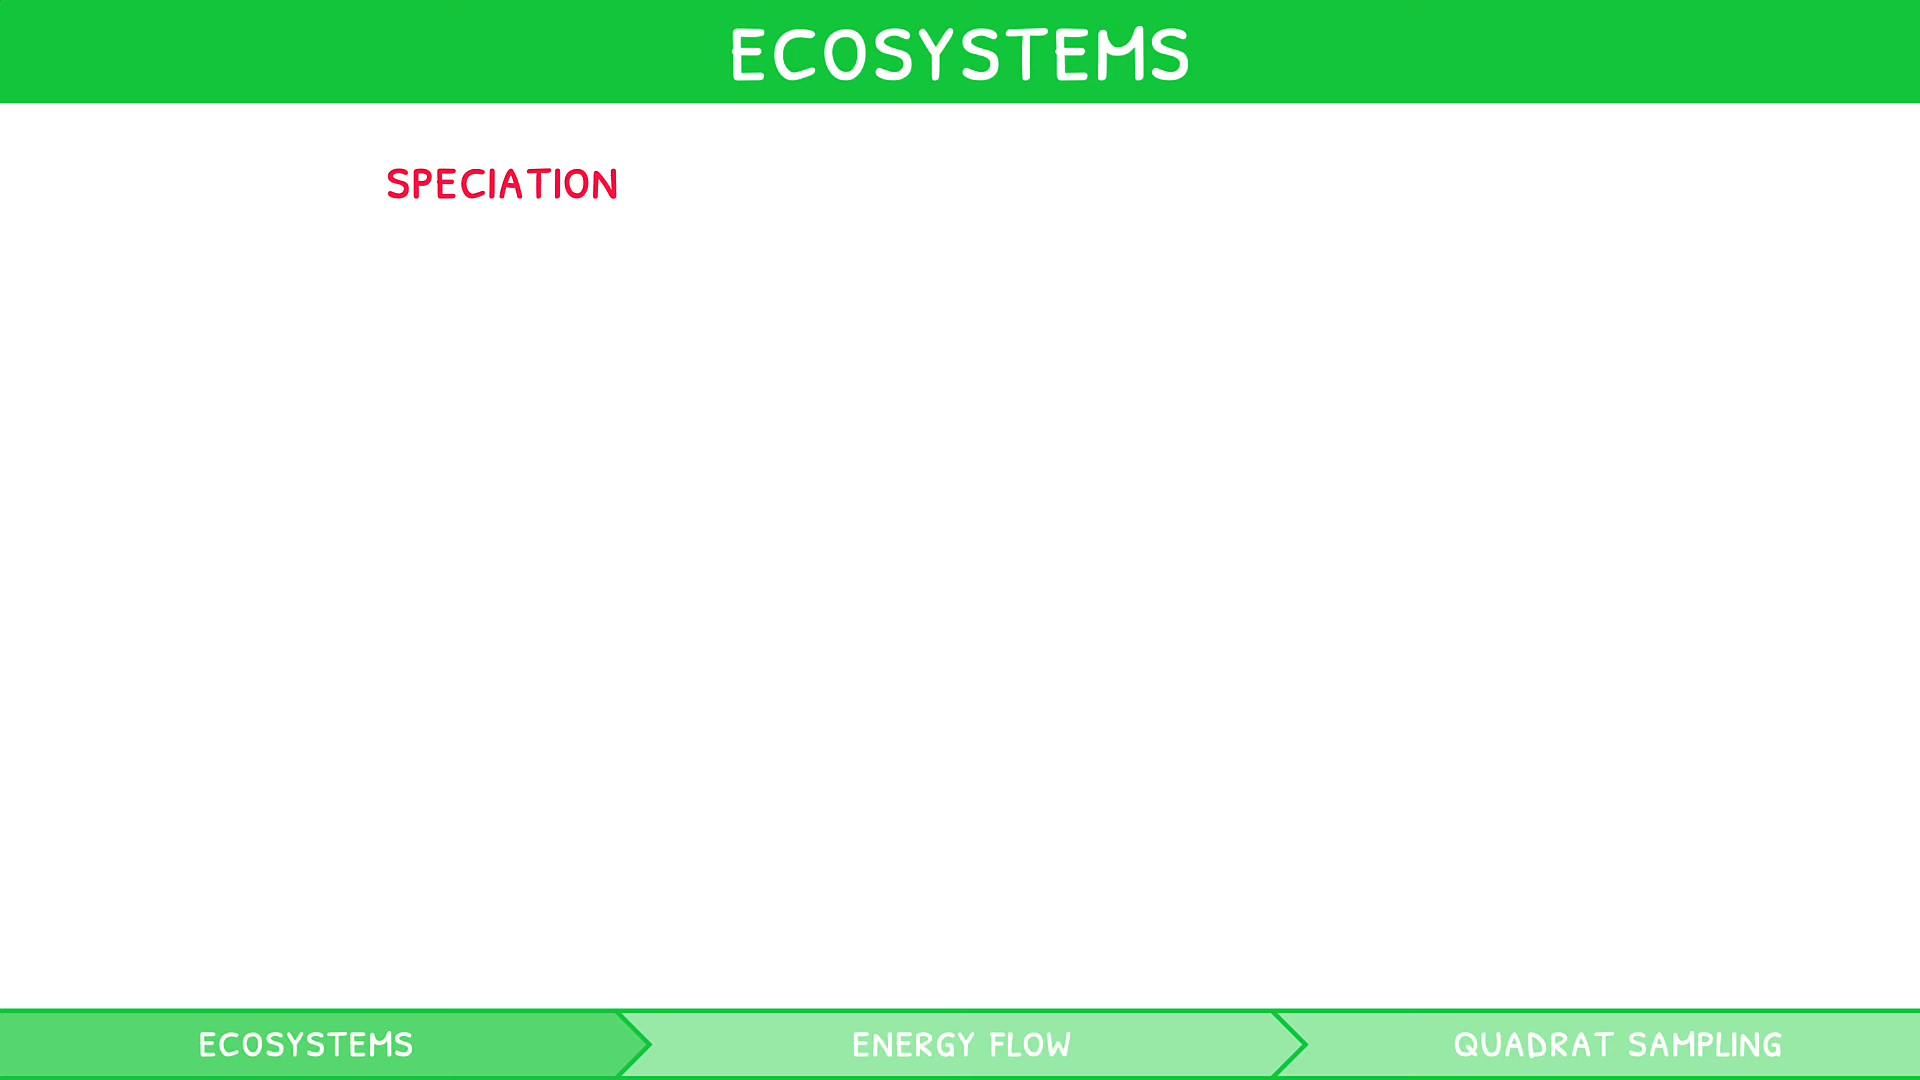 ECOSYSTEMS
SPECIATION
ECOSYSTEMS
ENERGY FLOW
QUADRAT SAMPLING